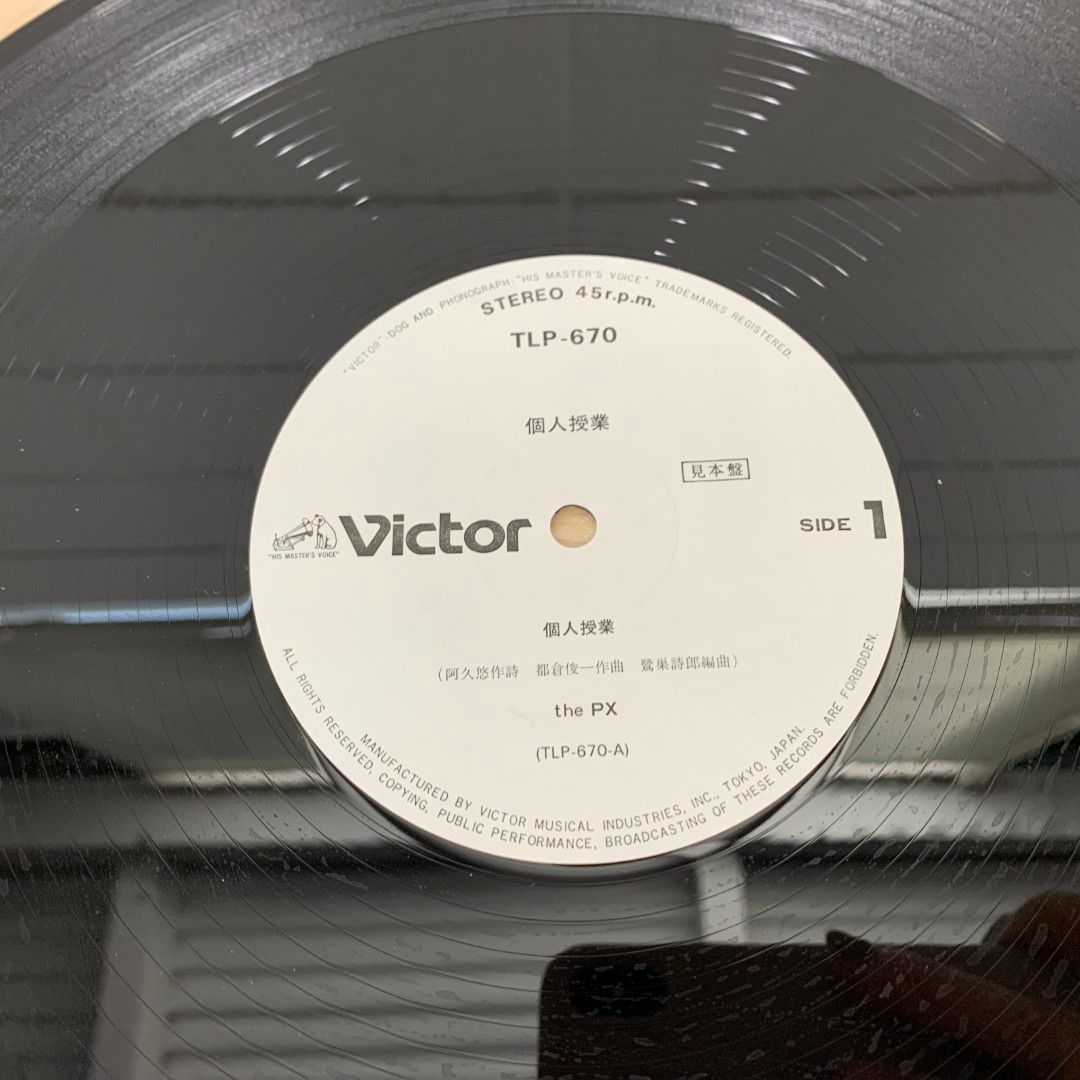 "VICTOR"-DOG AND PHONOGRAPH-"HIS MASTER'S VOICE" TRADEMARKS REGISTERED.
STEREO 45r.p.m.
TLP-670
個人授業
見本盤
"HIS MASTER'S VOICE"
Victor
SIDE 1
個人授業
(阿久悠作詩 都倉俊一作曲 鷺巣詩郎編曲)
the PX
(TLP-670-A)
MANUFACTURED BY VICTOR MUSICAL INDUSTRIES, INC., TOKYO, JAPAN.
ALL RIGHTS RESERVED, COPYING, PUBLIC PERFORMANCE, BROADCASTING OF THESE RECORDS ARE FORBIDDEN.